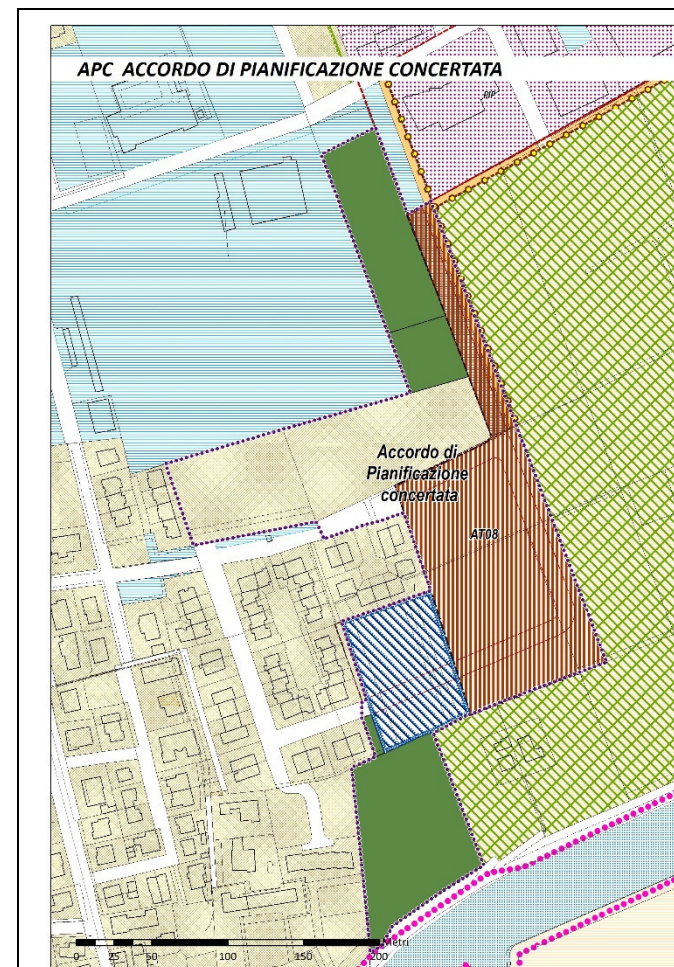 APC ACCORDO DI PIANIFICAZIONE CONCERTATA
Accordo di
Pianificazione
concertata
AT08
Metri
0 25 50 100 150 200